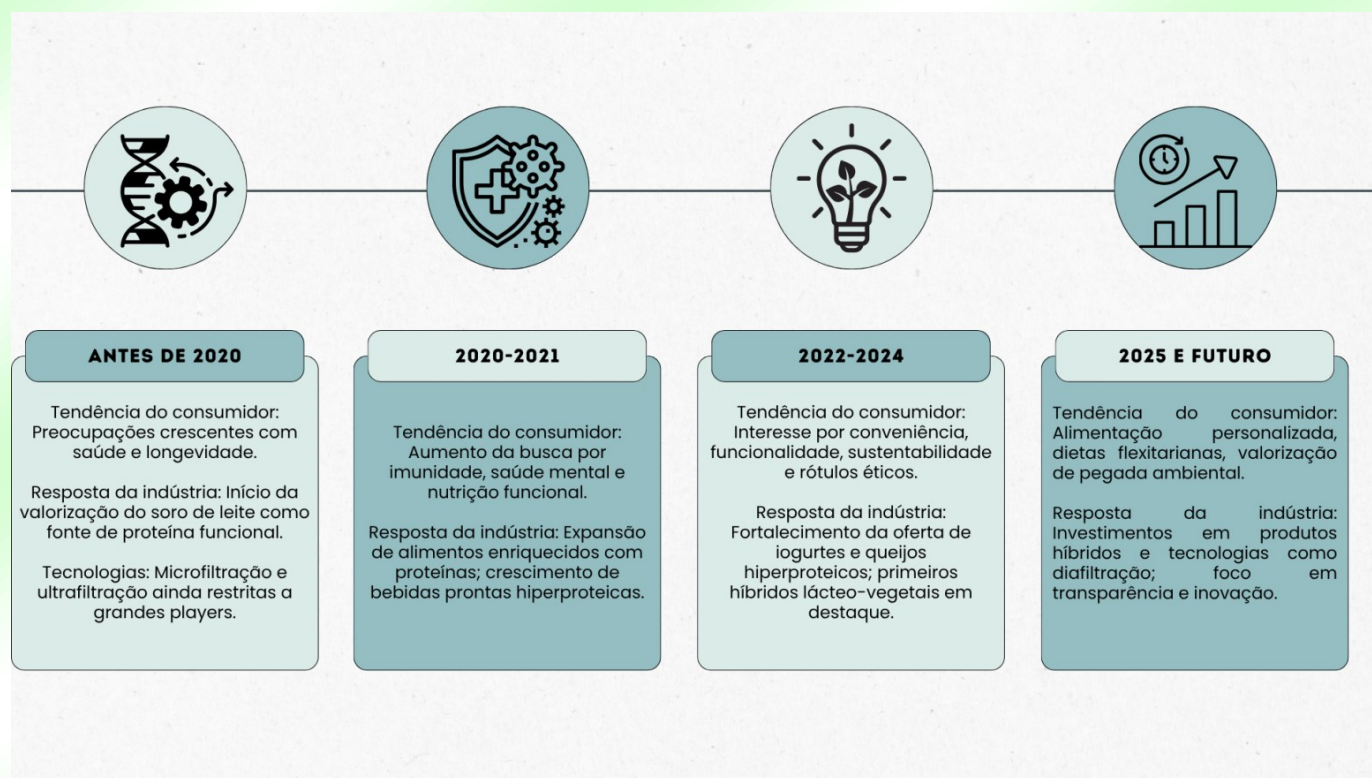 ANTES DE 2020
Tendência do consumidor:
Preocupações crescentes com
saúde e longevidade.
Resposta da indústria: Início da
valorização do soro de leite como
fonte de proteína funcional.
Tecnologias: Microfiltração e
ultrafiltração ainda restritas a
grandes players.
2020-2021
Tendência do consumidor:
Aumento da busca por
imunidade, saúde mental e
nutrição funcional.
Resposta da indústria: Expansão
de alimentos enriquecidos com
proteínas; crescimento de
bebidas prontas hiperproteicas.
2022-2024
Tendência do consumidor:
Interesse por conveniência,
funcionalidade, sustentabilidade
e rótulos éticos.
Resposta da indústria:
Fortalecimento da oferta de
iogurtes e queijos
hiperproteicos; primeiros
híbridos lácteo-vegetais em
destaque.
2025 E FUTURO
Tendência do consumidor:
Alimentação personalizada,
dietas flexitarianas, valorização
de pegada ambiental.
Resposta da indústria:
Investimentos em produtos
híbridos e tecnologias como
diafiltração; foco em
transparência e inovação.